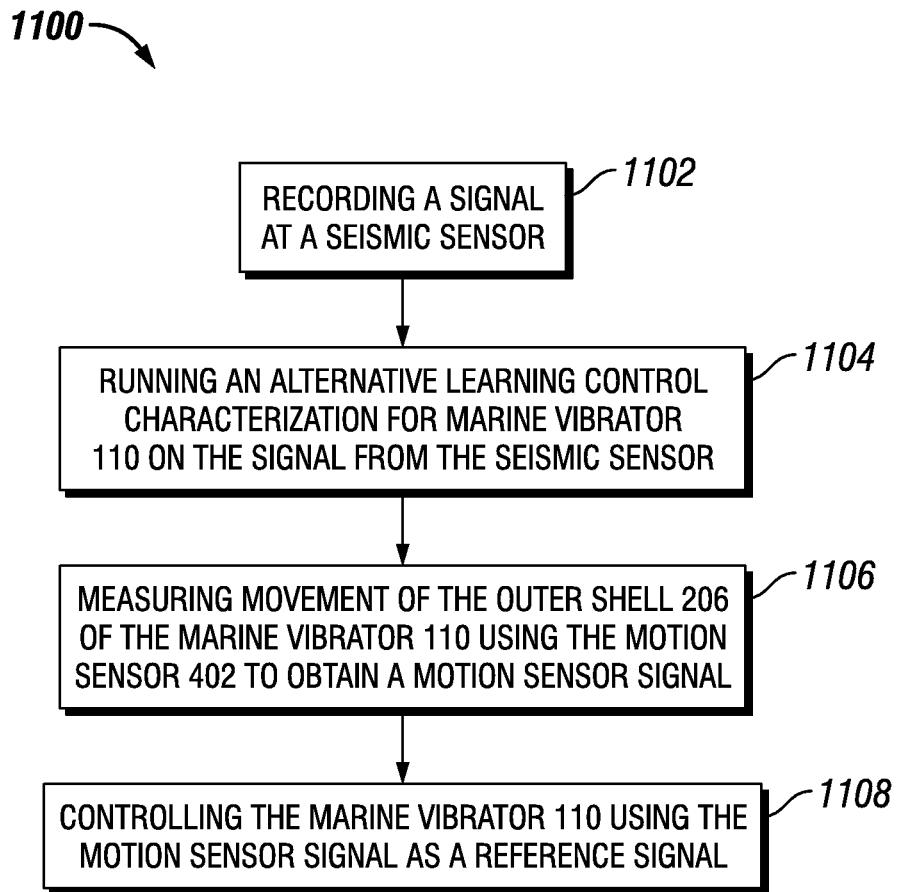 1100
1102
RECORDING A SIGNAL
AT A SEISMIC SENSOR
1104
RUNNING AN ALTERNATIVE LEARNING CONTROL
CHARACTERIZATION FOR MARINE VIBRATOR
110 ON THE SIGNAL FROM THE SEISMIC SENSOR
1106
MEASURING MOVEMENT OF THE OUTER SHELL 206
OF THE MARINE VIBRATOR 110 USING THE MOTION
SENSOR 402 TO OBTAIN A MOTION SENSOR SIGNAL
1108
CONTROLLING THE MARINE VIBRATOR 110 USING THE
MOTION SENSOR SIGNAL AS A REFERENCE SIGNAL